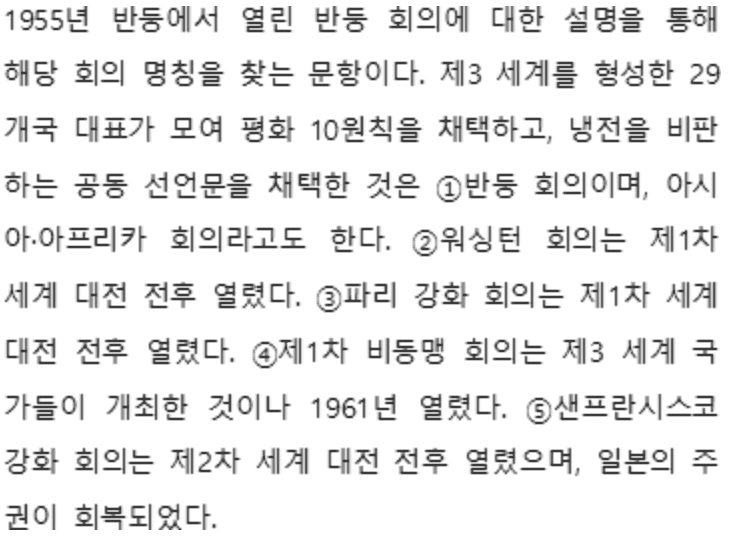 1955년 반둥에서 열린 반둥 회의에 대한 설명을 통해
해당 회의 명칭을 찾는 문항이다. 제3 세계를 형성한 29
개국 대표가 모여 평화 10원칙을 채택하고, 냉전을 비판
하는 공동 선언문을 채택한 것은 ①반둥 회의이며, 아시
아·아프리카 회의라고도 한다. ②워싱턴 회의는 제1차
세계 대전 전후 열렸다. ③파리 강화 회의는 제1차 세계
대전 전후 열렸다. ④제1차 비동맹 회의는 제3 세계 국
가들이 개최한 것이나 1961년 열렸다. ⑤샌프란시스코
강화 회의는 제2차 세계 대전 전후 열렸으며, 일본의 주
권이 회복되었다.